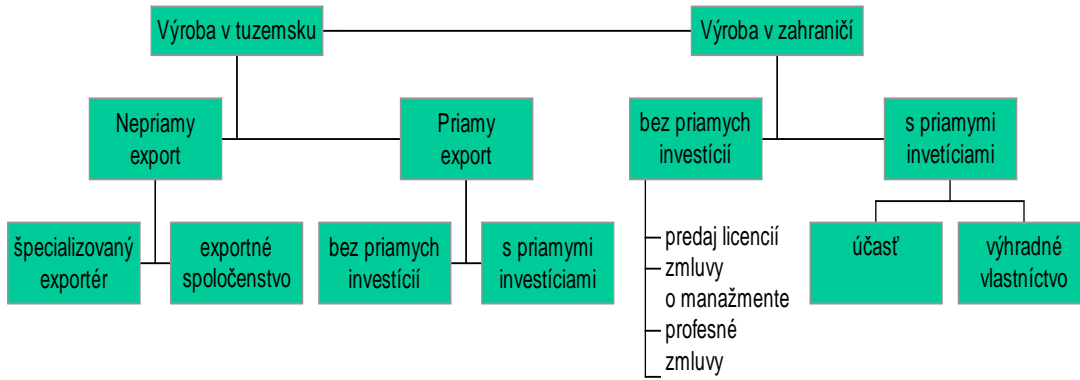 Výroba v tuzemsku
Výroba v zahraničí
Nepriamy
export
Priamy
export
bez priamych
investícií
s priamymi
invetíciami
špecializovaný
exportér
exportné
spoločenstvo
bez priamych
investícií
s priamymi
investíciami
predaj licencií
zmluvy
o manažmente
profesné
zmluvy
účasť
výhradné
vlastníctvo